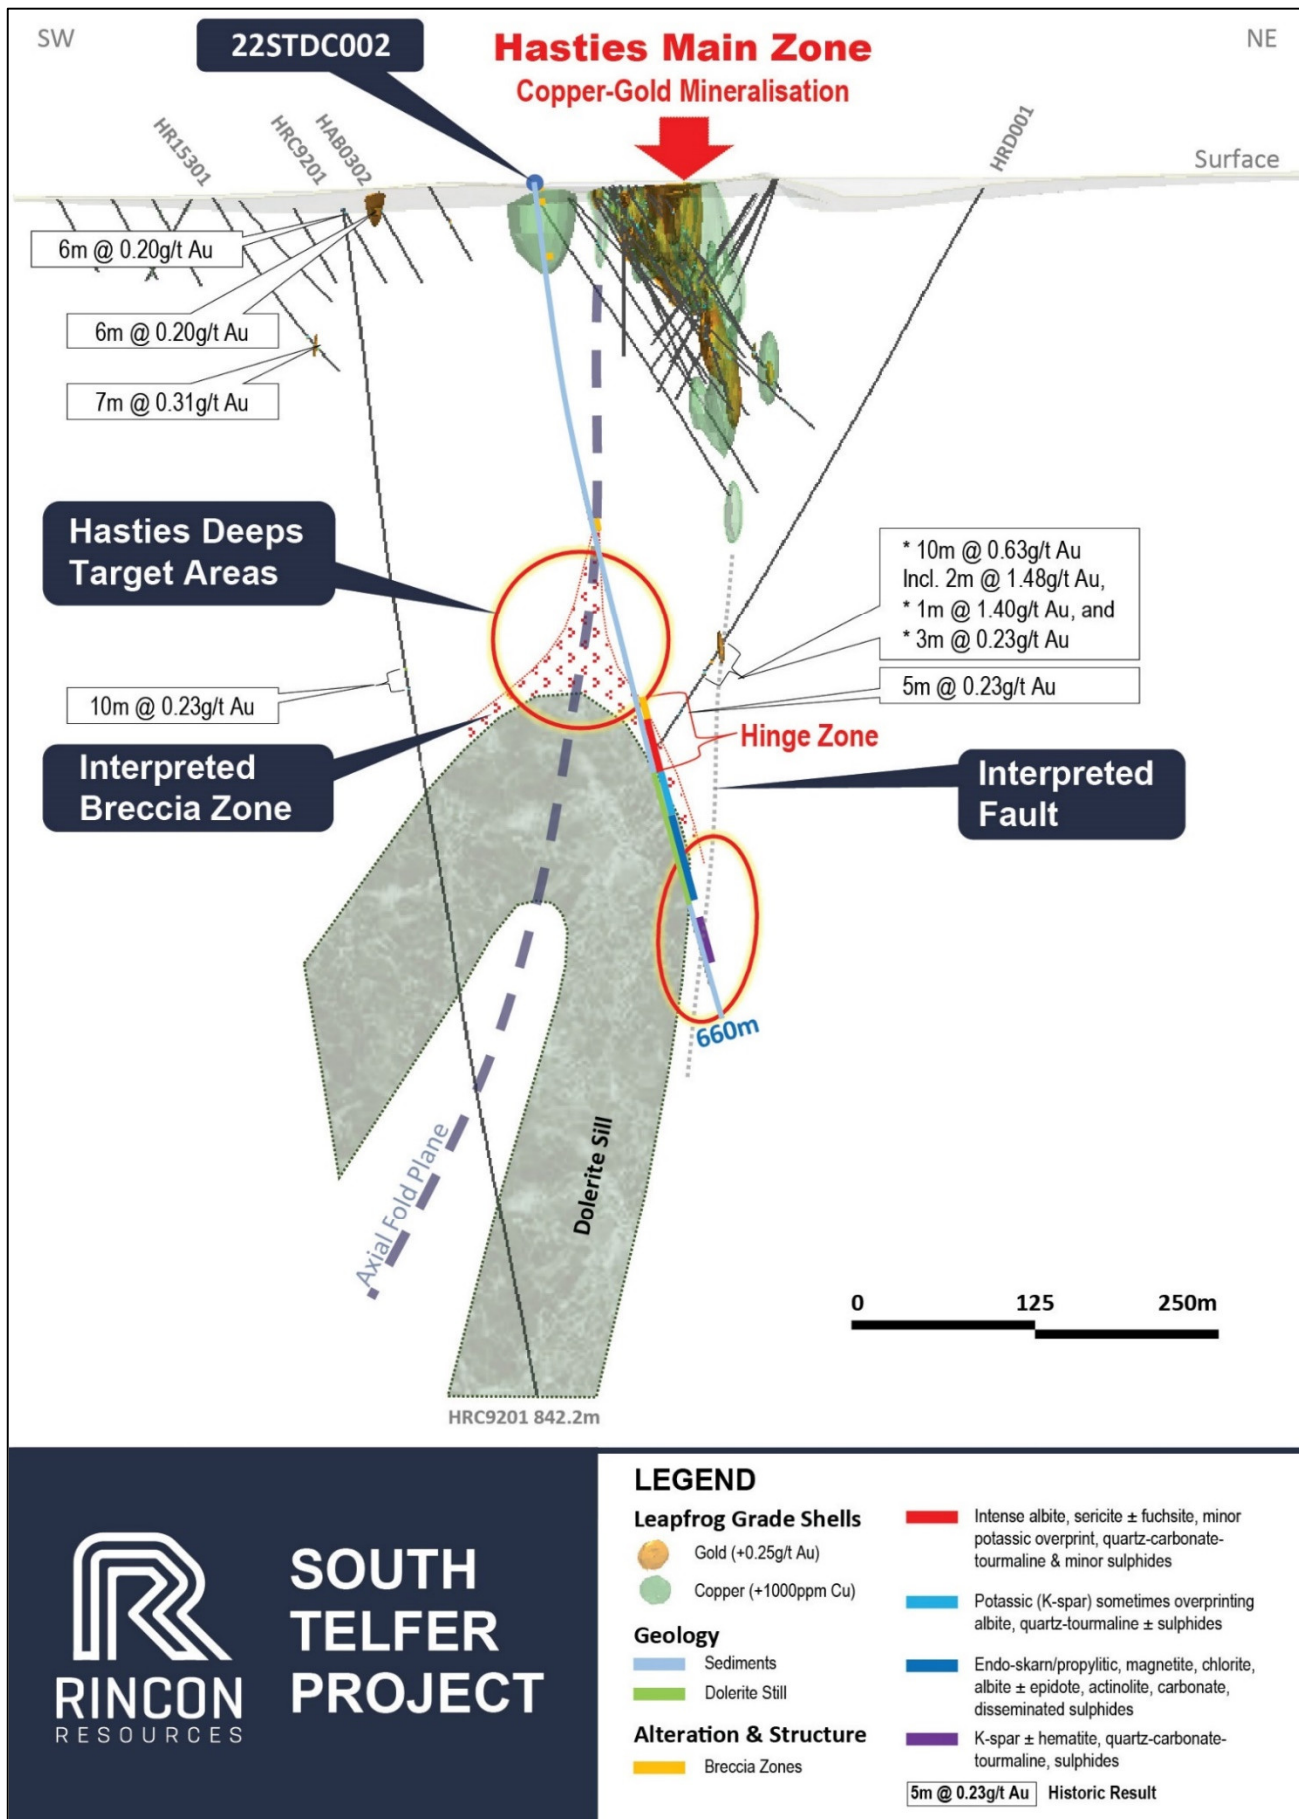 SW
22STDC002
Hasties Main Zone
Copper-Gold Mineralisation
NE
HR15301
HRC9201
HAB0302
HRD001
Surface
6m @ 0.20g/t Au
6m @ 0.20g/t Au
7m @ 0.31g/t Au
Hasties Deeps
Target Areas
* 10m @ 0.63g/t Au
Incl. 2m @ 1.48g/t Au,
* 1m @ 1.40g/t Au, and
* 3m @ 0.23g/t Au
5m @ 0.23g/t Au
10m @ 0.23g/t Au
Hinge Zone
Interpreted
Breccia Zone
Interpreted
Fault
660m
Dolerite Sill
Axial Fold Plane
0 125 250m
HRC9201 842.2m
RINCON
RESOURCES
SOUTH
TELFER
PROJECT
LEGEND
Leapfrog Grade Shells
Gold (+0.25g/t Au)
Copper (+1000ppm Cu)
Geology
Sediments
Dolerite Still
Alteration & Structure
Breccia Zones
Intense albite, sericite ± fuchsite, minor
potassic overprint, quartz-carbonate-
tourmaline & minor sulphides
Potassic (K-spar) sometimes overprinting
albite, quartz-tourmaline ± sulphides
Endo-skarn/propylitic, magnetite, chlorite,
albite ± epidote, actinolite, carbonate,
disseminated sulphides
K-spar ± hematite, quartz-carbonate-
tourmaline, sulphides
5m @ 0.23g/t Au Historic Result